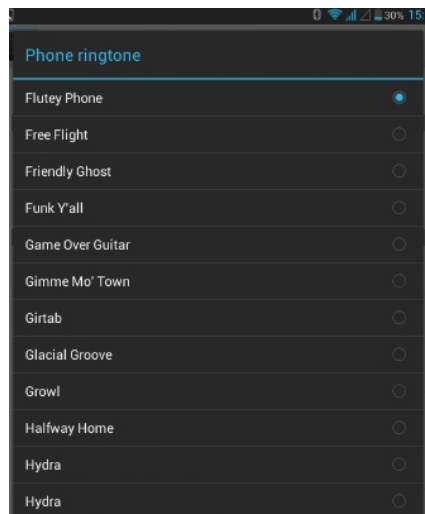 30% 15:
Phone ringtone
Flutey Phone
Free Flight
Friendly Ghost
Funk Y'all
Game Over Guitar
Gimme Mo' Town
Girtab
Glacial Groove
Growl
Halfway Home
Hydra
Hydra